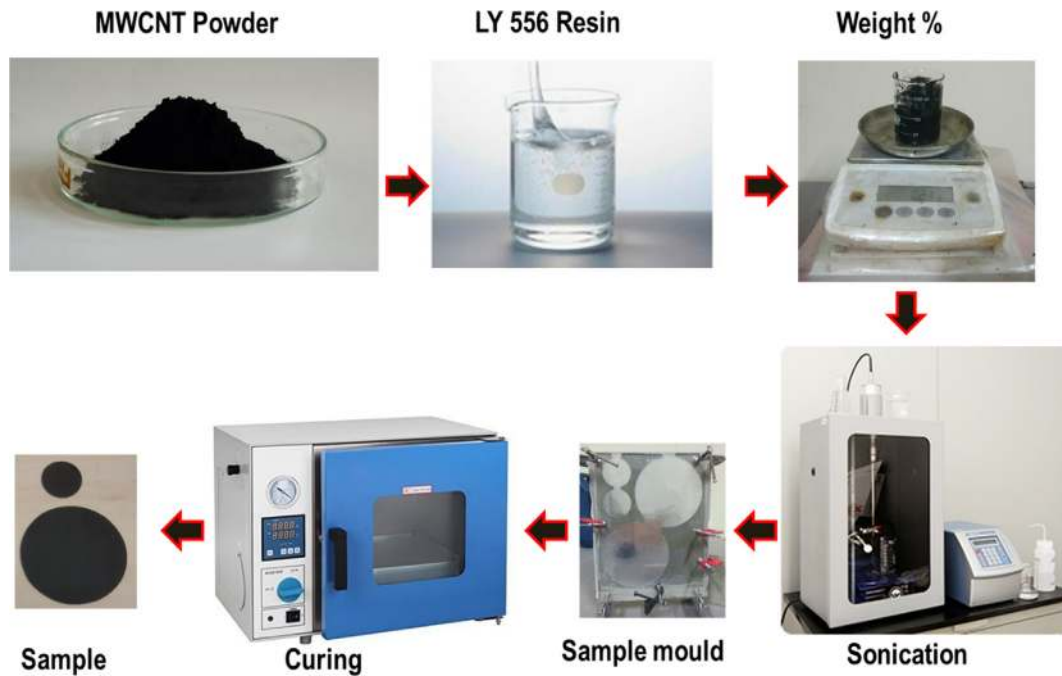 MWCNT Powder
LY 556 Resin
Weight %
Sample
Curing
Sample mould
Sonication